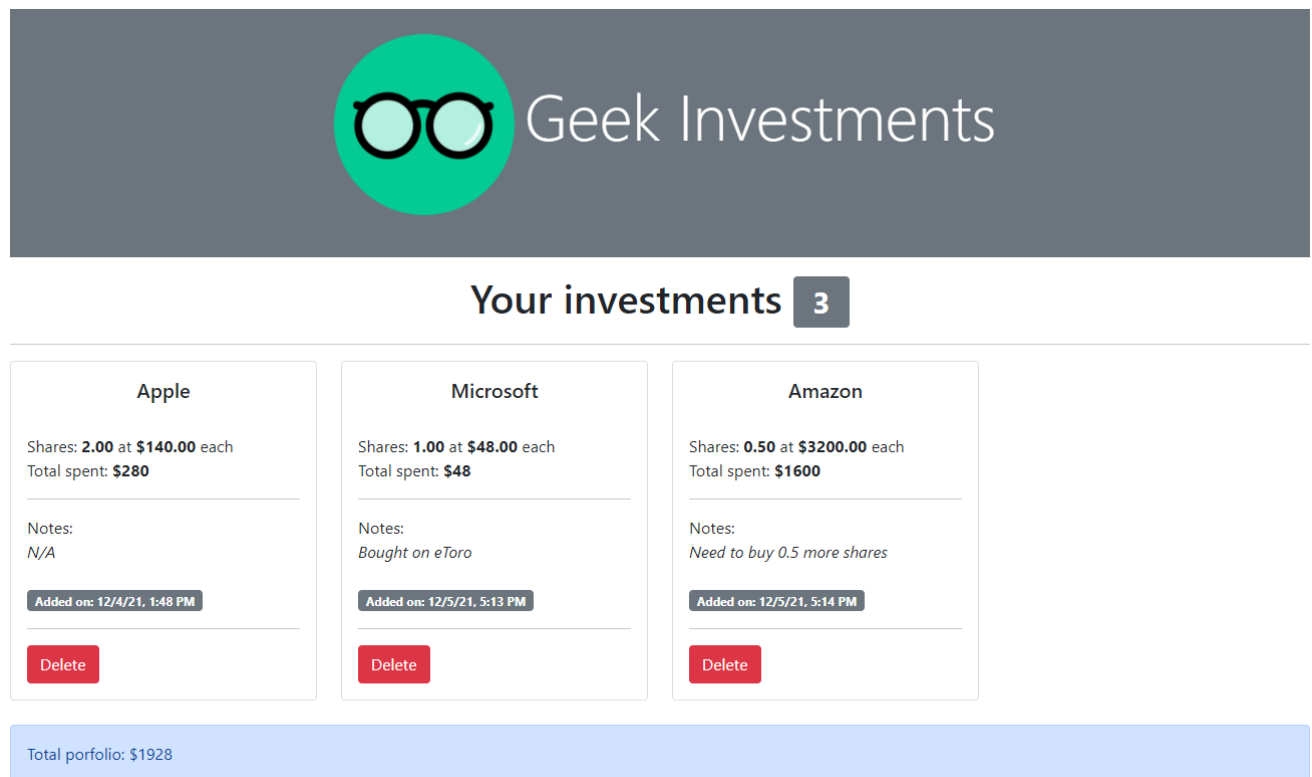 Geek Investments
Your investments 3
Apple
Shares: 2.00 at $140.00 each
Total spent: $280
Notes:
N/A
Added on: 12/4/21, 1:48 PM
Delete
Microsoft
Shares: 1.00 at $48.00 each
Total spent: $48
Notes:
Bought on eToro
Added on: 12/5/21, 5:13 PM
Delete
Amazon
Shares: 0.50 at $3200.00 each
Total spent: $1600
Notes:
Need to buy 0.5 more shares
Added on: 12/5/21, 5:14 PM
Delete
Total porfolio: $1928